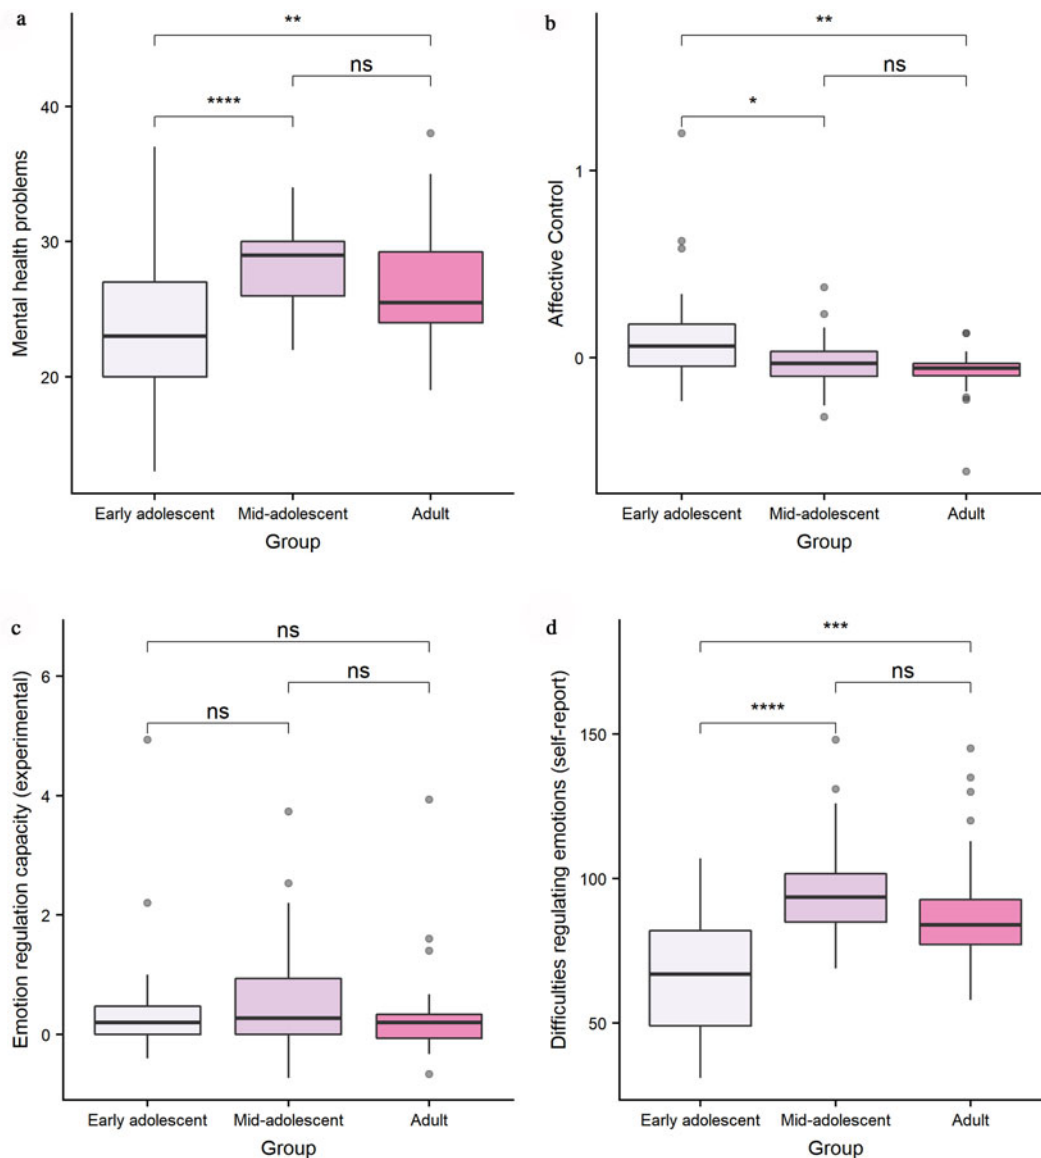 a
**
ns
****
Mental health problems
40
30
20
Early adolescent Mid-adolescent Adult
Group
b
**
ns
*
Affective Control
1
0
Early adolescent Mid-adolescent Adult
Group
c
ns
ns
ns
Emotion regulation capacity (experimental)
6
4
2
0
Early adolescent Mid-adolescent Adult
Group
d
***
ns
****
Difficulties regulating emotions (self-report)
150
100
50
Early adolescent Mid-adolescent Adult
Group